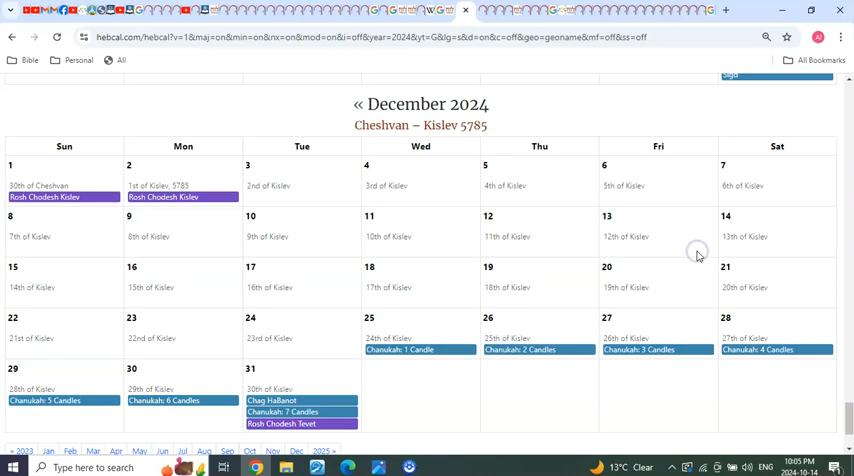 hebcal.com/hebcal?v=1&maj=on&min=on&nx=on&mod=on&i=off&year=2024&yt=G&lg=s&d=on&c=off&geo=geoname&mf=off&ss=off
Bible Personal All All Bookmarks
Sigd
« December 2024
Cheshvan – Kislev 5785
Sun Mon Tue Wed Thu Fri Sat
1 2 3 4 5 6 7
30th of Cheshvan 1st of Kislev, 5785 2nd of Kislev 3rd of Kislev 4th of Kislev 5th of Kislev 6th of Kislev
Rosh Chodesh Kislev Rosh Chodesh Kislev
8 9 10 11 12 13 14
7th of Kislev 8th of Kislev 9th of Kislev 10th of Kislev 11th of Kislev 12th of Kislev 13th of Kislev
15 16 17 18 19 20 21
14th of Kislev 15th of Kislev 16th of Kislev 17th of Kislev 18th of Kislev 19th of Kislev 20th of Kislev
22 23 24 25 26 27 28
21st of Kislev 22nd of Kislev 23rd of Kislev 24th of Kislev 25th of Kislev 26th of Kislev 27th of Kislev
Chanukah: 1 Candle Chanukah: 2 Candles Chanukah: 3 Candles Chanukah: 4 Candles
29 30 31
28th of Kislev 29th of Kislev 30th of Kislev
Chanukah: 5 Candles Chanukah: 6 Candles Chag HaBanot
Chanukah: 7 Candles
Rosh Chodesh Tevet
« 2023 Jan Feb Mar Apr May Jun Jul Aug Sep Oct Nov Dec 2025 »
Type here to search 13°C Clear ENG 10:05 PM
2024-10-14